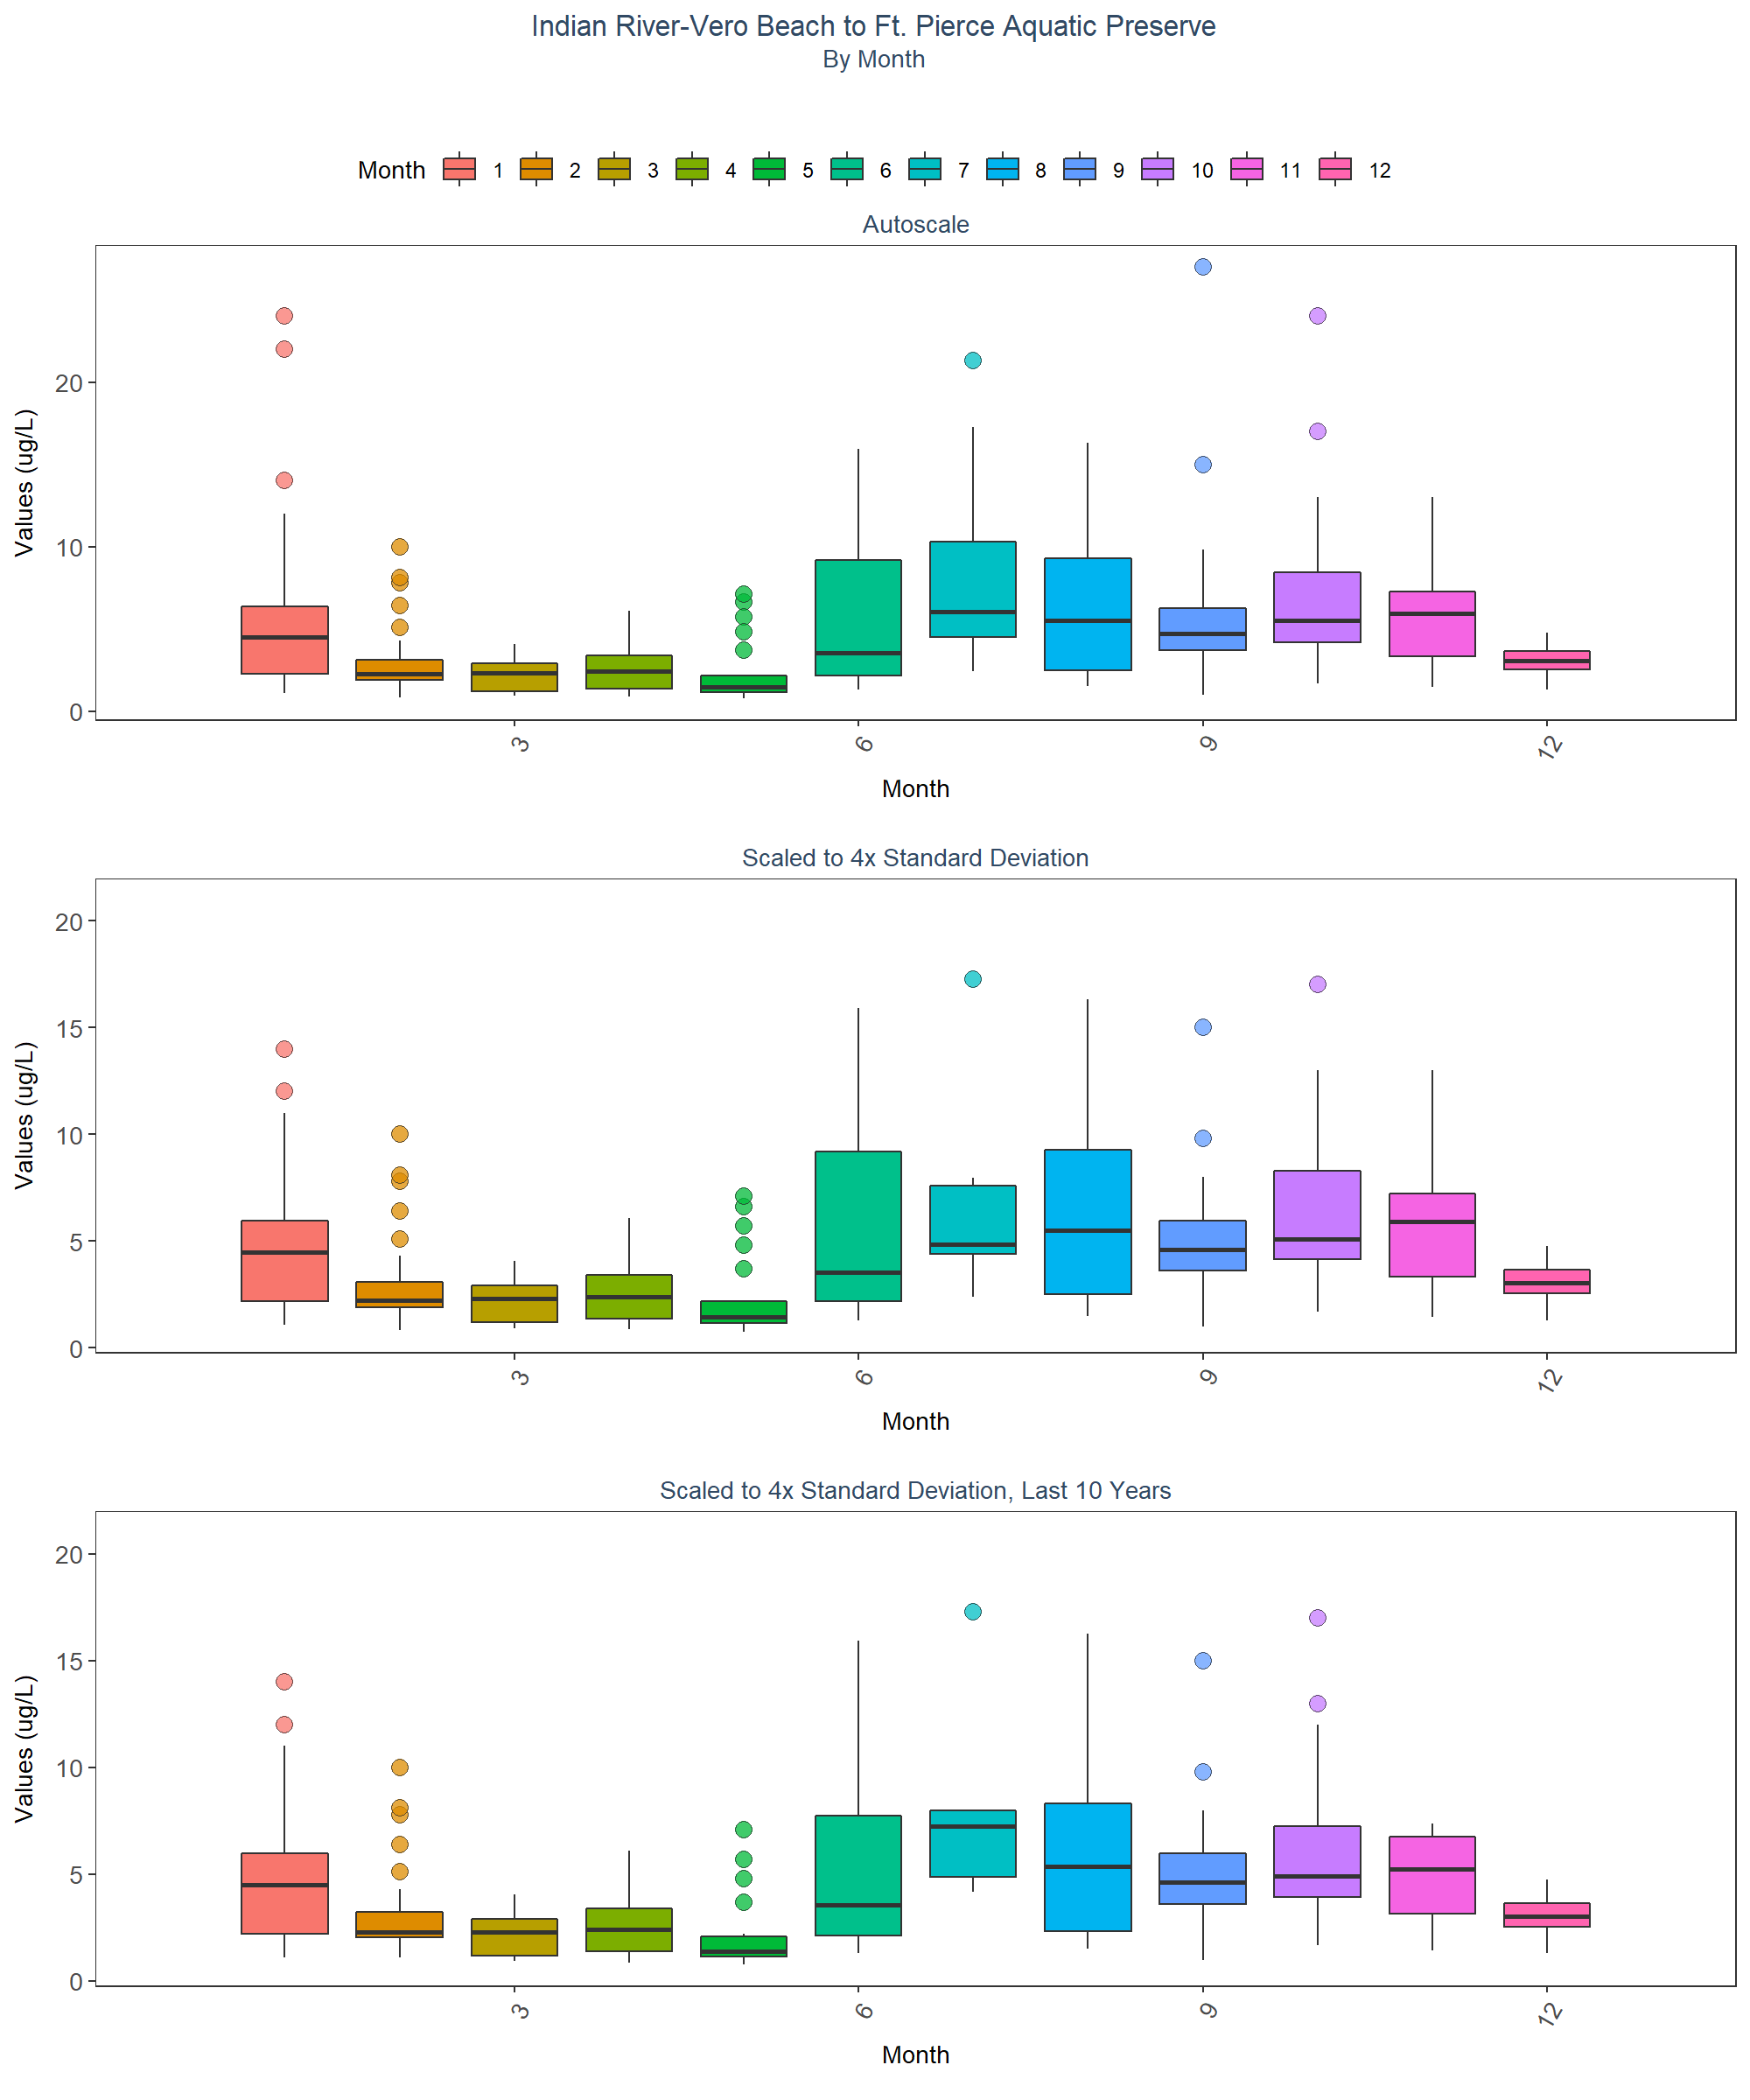 Indian River-Vero Beach to Ft. Pierce Aquatic Preserve
By Month
Month 1 2 3 4 5 6 7 8 9 10 11 12
Autoscale
Values (ug/L)
20
10
0
3 6 9 12
Month
Scaled to 4x Standard Deviation
Values (ug/L)
20
15
10
5
0
3 6 9 12
Month
Scaled to 4x Standard Deviation, Last 10 Years
Values (ug/L)
20
15
10
5
0
3 6 9 12
Month